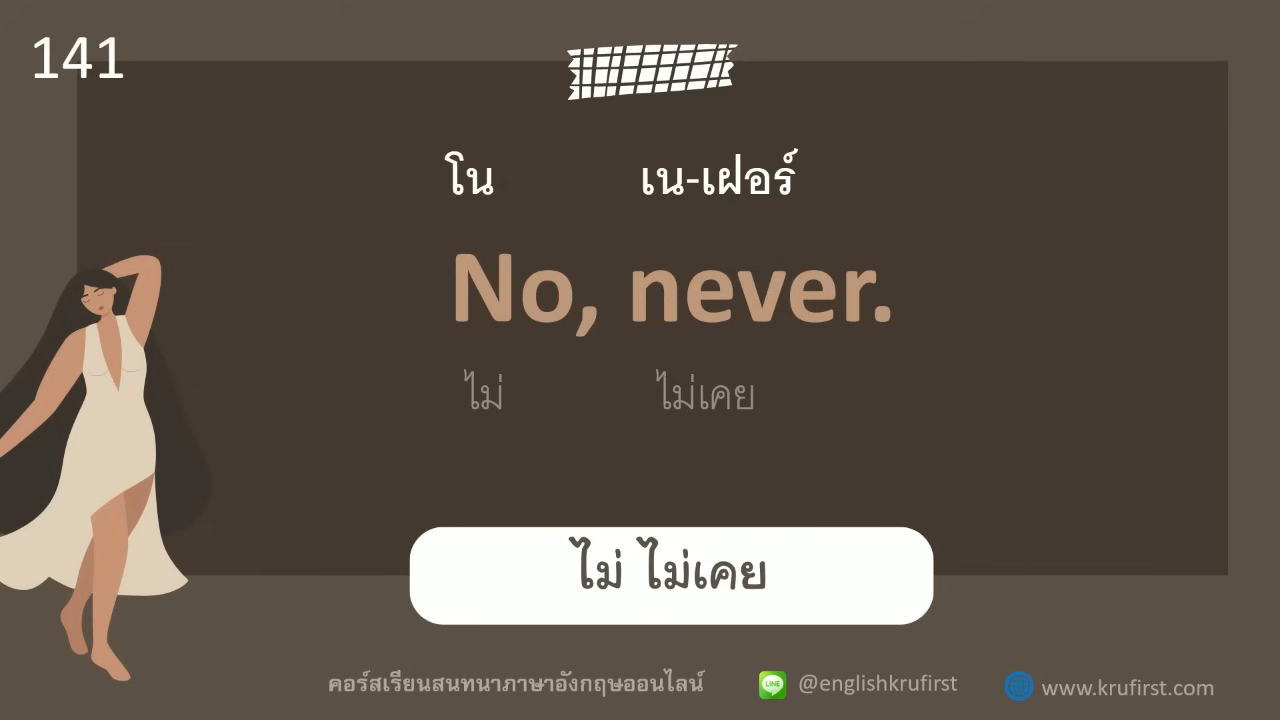 141
โน เน-เฝอร์
No, never.
ไม่ ไม่เคย
ไม่ ไม่เคย
คอร์สเรียนสนทนาภาษาอังกฤษออนไลน์ LINE @englishkrufirst www.krufirst.com